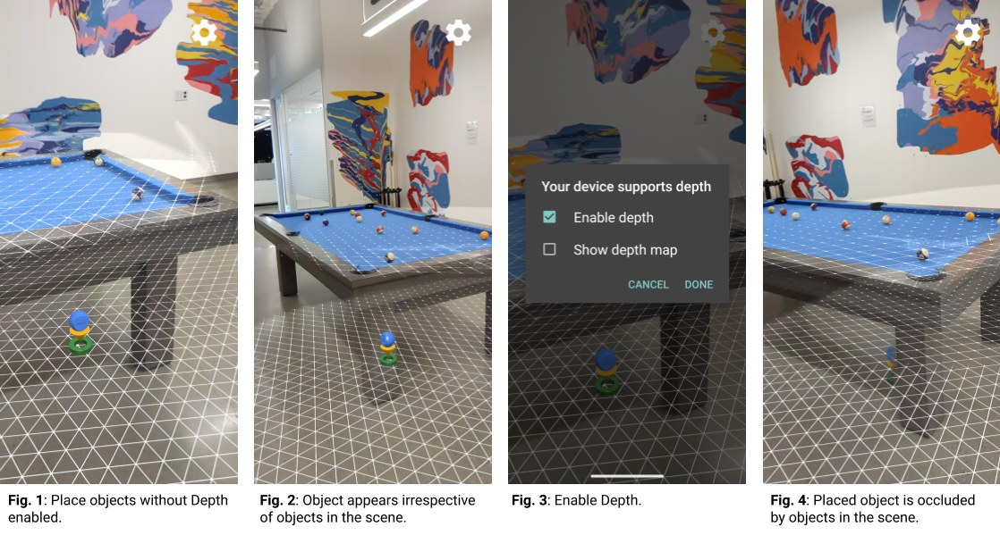 Your device supports depth
Enable depth
Show depth map
CANCEL DONE
Fig. 1: Place objects without Depth
enabled.
Fig. 2: Object appears irrespective
of objects in the scene.
Fig. 3: Enable Depth.
Fig. 4: Placed object is occluded
by objects in the scene.